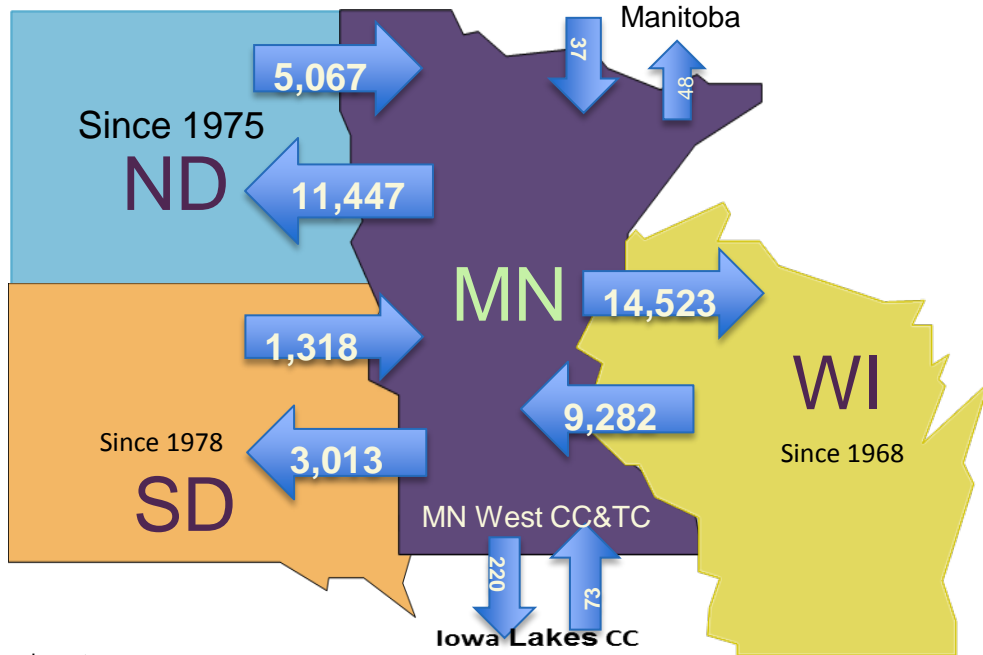 Manitoba
37
48
5,067
Since 1975
ND
11,447
MN
14,523
1,318
WI
9,282
Since 1968
Since 1978
3,013
SD
MN West CC&TC
220
73
Iowa Lakes CC